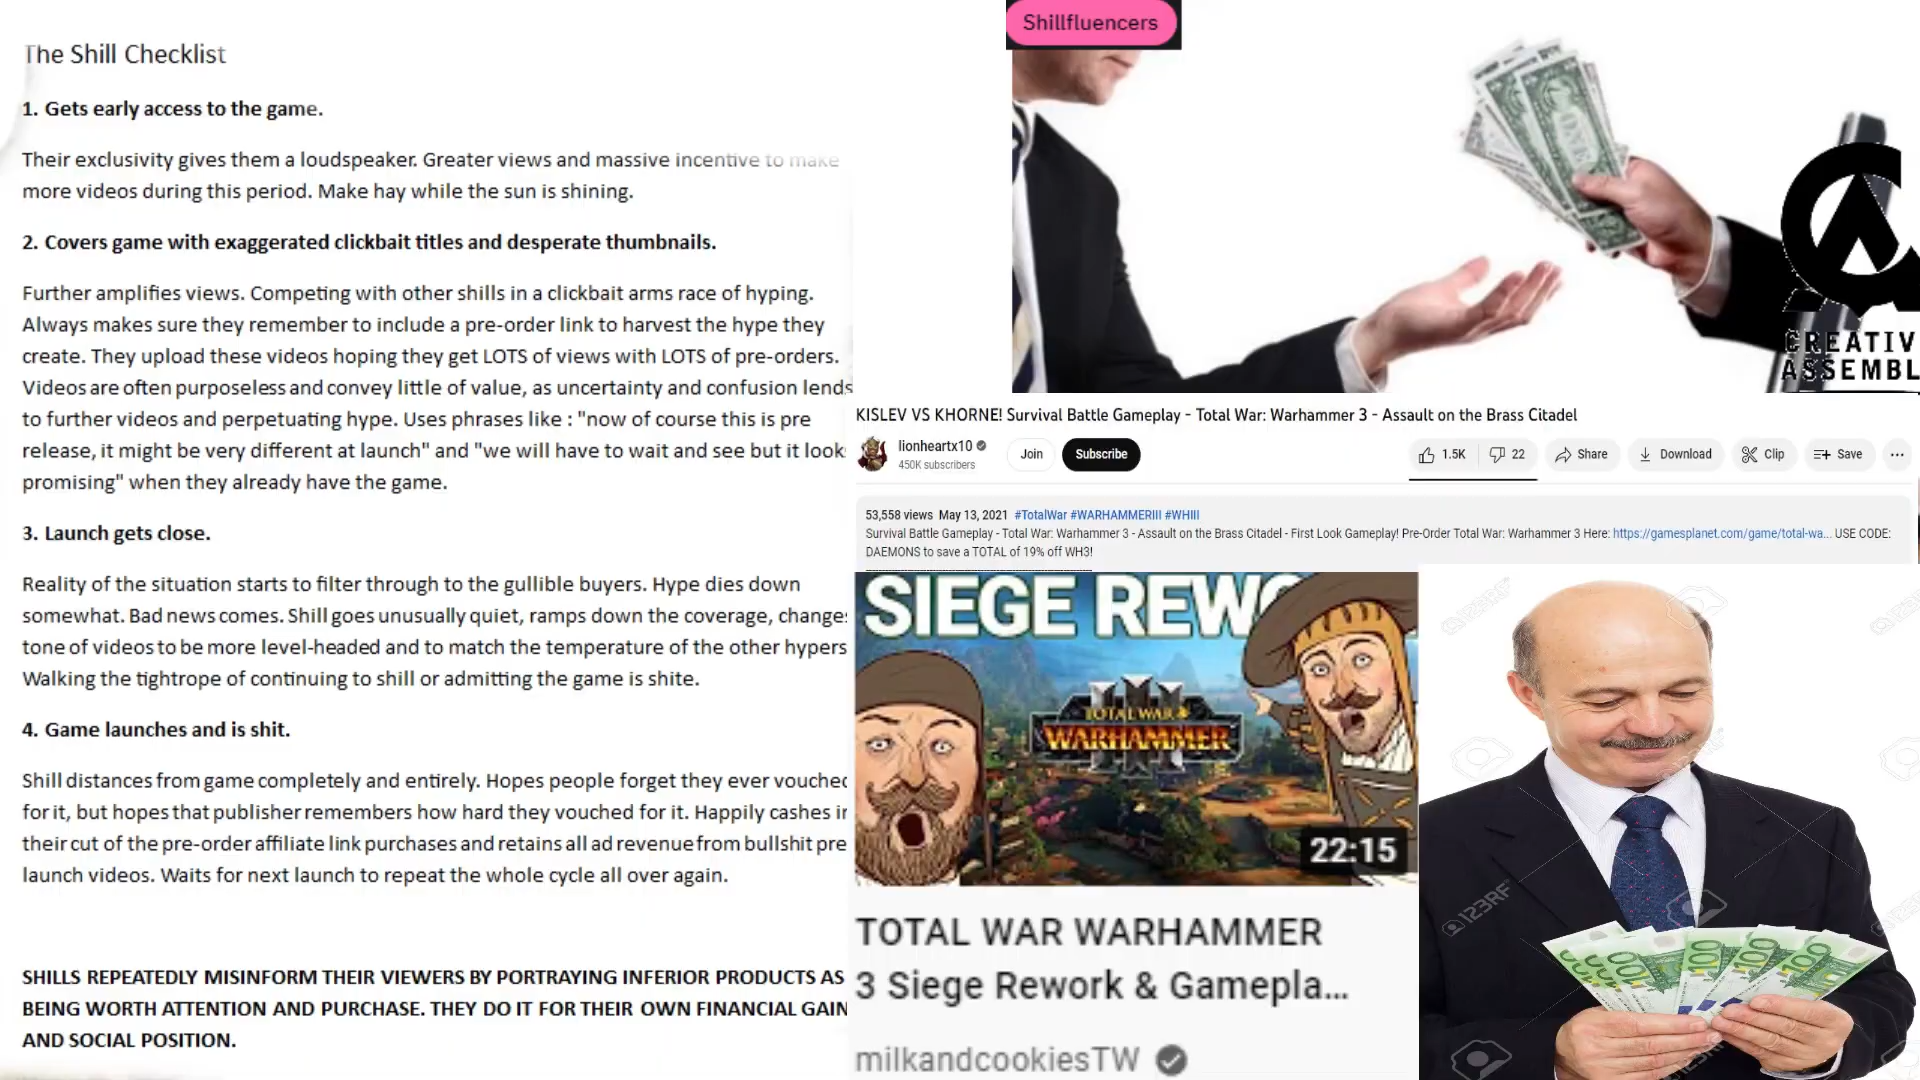 The Shill Checklist
1. Gets early access to the game.
Their exclusivity gives them a loudspeaker. Greater views and massive incentive to make
more videos during this period. Make hay while the sun is shining.
2. Covers game with exaggerated clickbait titles and desperate thumbnails.
Further amplifies views. Competing with other shills in a clickbait arms race of hyping.
Always makes sure they remember to include a pre-order link to harvest the hype they
create. They upload these videos hoping they get LOTS of views with LOTS of pre-orders.
Videos are often purposeless and convey little of value, as uncertainty and confusion lends
to further videos and perpetuating hype. Uses phrases like : "now of course this is pre
release, it might be very different at launch" and "we will have to wait and see but it look
promising" when they already have the game.
3. Launch gets close.
Reality of the situation starts to filter through to the gullible buyers. Hype dies down
somewhat. Bad news comes. Shill goes unusually quiet, ramps down the coverage, change
tone of videos to be more level-headed and to match the temperature of the other hypers
Walking the tightrope of continuing to shill or admitting the game is shite.
4. Game launches and is shit.
Shill distances from game completely and entirely. Hopes people forget they ever vouched
for it, but hopes that publisher remembers how hard they vouched for it. Happily cashes in
their cut of the pre-order affiliate link purchases and retains all ad revenue from bullshit pre
launch videos. Waits for next launch to repeat the whole cycle all over again.
SHILLS REPEATEDLY MISINFORM THEIR VIEWERS BY PORTRAYING INFERIOR PRODUCTS AS
BEING WORTH ATTENTION AND PURCHASE. THEY DO IT FOR THEIR OWN FINANCIAL GAIN
AND SOCIAL POSITION.
Shillfluencers
ONE
CREATIV
ASSEMBL
KISLEV VS KHORNE! Survival Battle Gameplay - Total War: Warhammer 3 - Assault on the Brass Citadel
lionheartx10
450K subscribers
Join
Subscribe
1.5K
22
Share
Download
Clip
Save
53,558 views May 13, 2021 #TotalWar #WARHAMMERIII #WHIII
Survival Battle Gameplay - Total War: Warhammer 3 - Assault on the Brass Citadel - First Look Gameplay! Pre-Order Total War: Warhammer 3 Here: https://gamesplanet.com/game/total-wa... USE CODE:
DAEMONS to save a TOTAL of 19% off WH3!
SIEGE REWO
TOTAL WAR
WARHAMMER
III
22:15
TOTAL WAR WARHAMMER
3 Siege Rework & Gamepla...
milkandcookiesTW
123RF
100
100
100
100